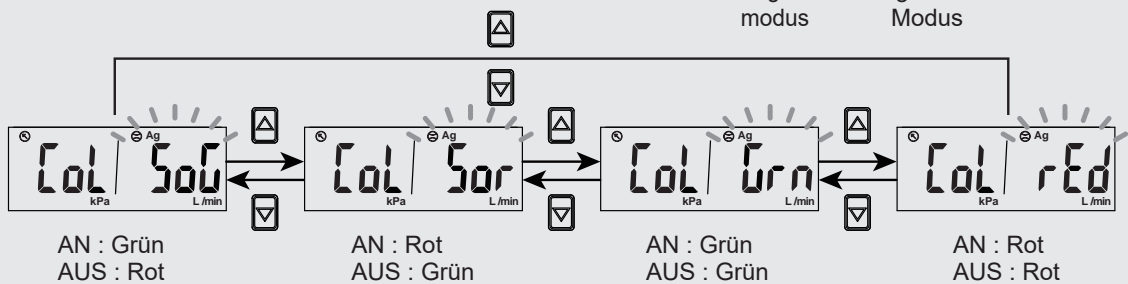 modus Modus
Ag Ag Ag Ag
CoL SoG CoL Sor CoL Grn CoL rEd
kPa L/min kPa L/min kPa L/min kPa L/min
AN : Grün AN : Rot AN : Grün AN : Rot
AUS : Rot AUS : Grün AUS : Grün AUS : Rot